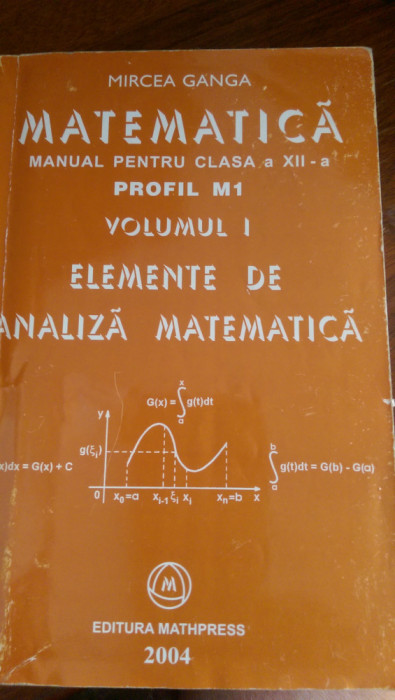 MIRCEA GANGA
MATEMATICĂ
MANUAL PENTRU CLASA a XII - a
PROFIL M1
VOLUMUL I
ELEMENTE DE
ANALIZĂ MATEMATICĂ
x
G(x) = ∫g(t)dt
a
y
g(ξi)
x)dx = G(x) + C
b
∫g(t)dt = G(b) - G(a)
a
0 x0=a xi-1 ξi xi xn=b x
M
EDITURA MATHPRESS
2004